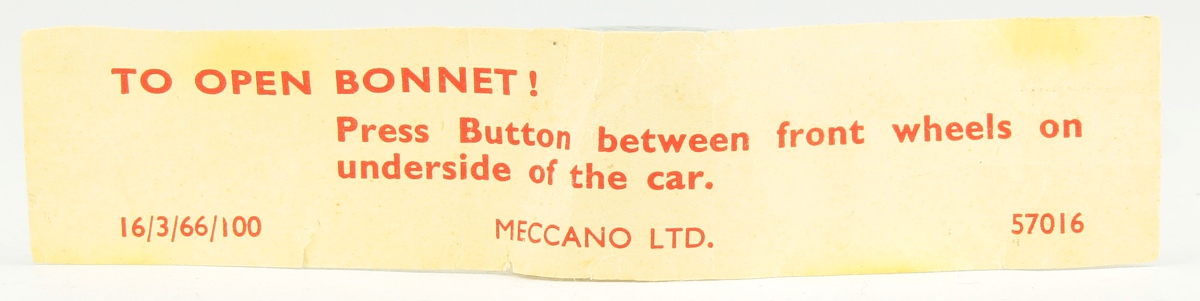 TO OPEN BONNET!
Press Button between front wheels on
underside of the car.
16/3/66/100 MECCANO LTD. 57016